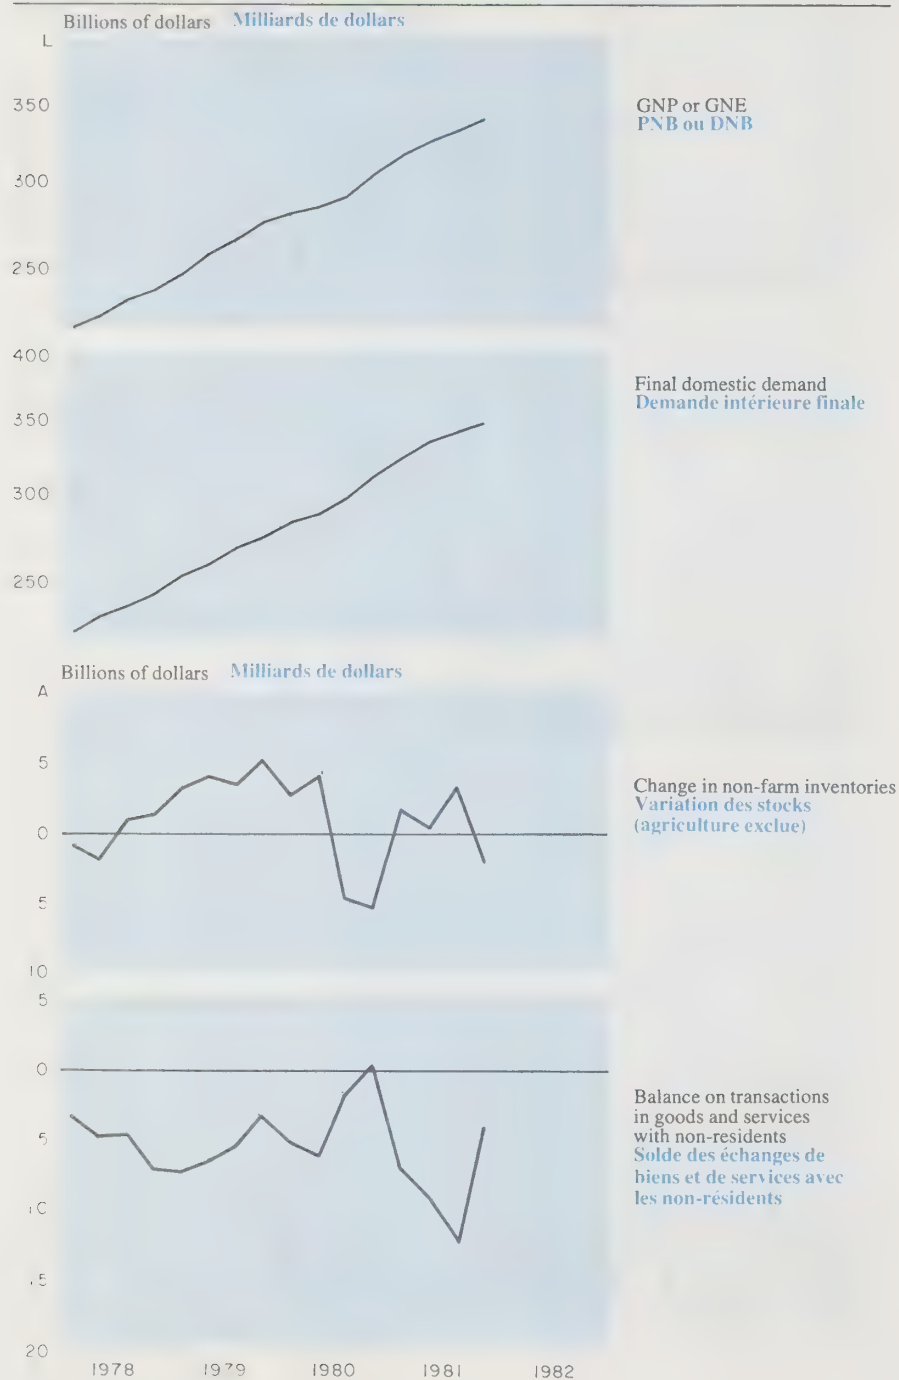 Billions of dollars Milliards de dollars
L
350
300
250
GNP or GNE
PNB ou DNB
400
350
300
250
Final domestic demand
Demande intérieure finale
Billions of dollars Milliards de dollars
A
5
0
5
10
Change in non-farm inventories
Variation des stocks
(agriculture exclue)
5
0
5
10
15
20
Balance on transactions
in goods and services
with non-residents
Solde des échanges de
biens et de services avec
les non-résidents
1978 1979 1980 1981 1982